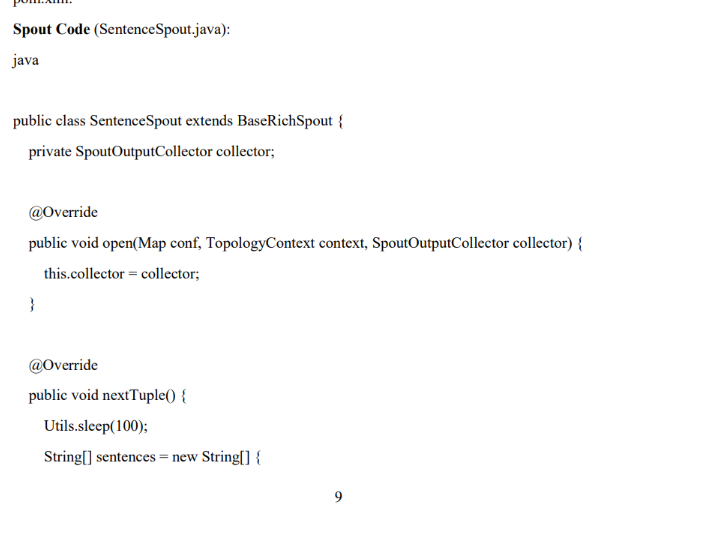 pom.xml.
Spout Code (SentenceSpout.java):
java
public class SentenceSpout extends BaseRichSpout {
private SpoutOutputCollector collector;
@Override
public void open(Map conf, TopologyContext context, SpoutOutputCollector collector) {
this.collector = collector;
}
@Override
public void nextTuple() {
Utils.sleep(100);
String[] sentences = new String[] {
9